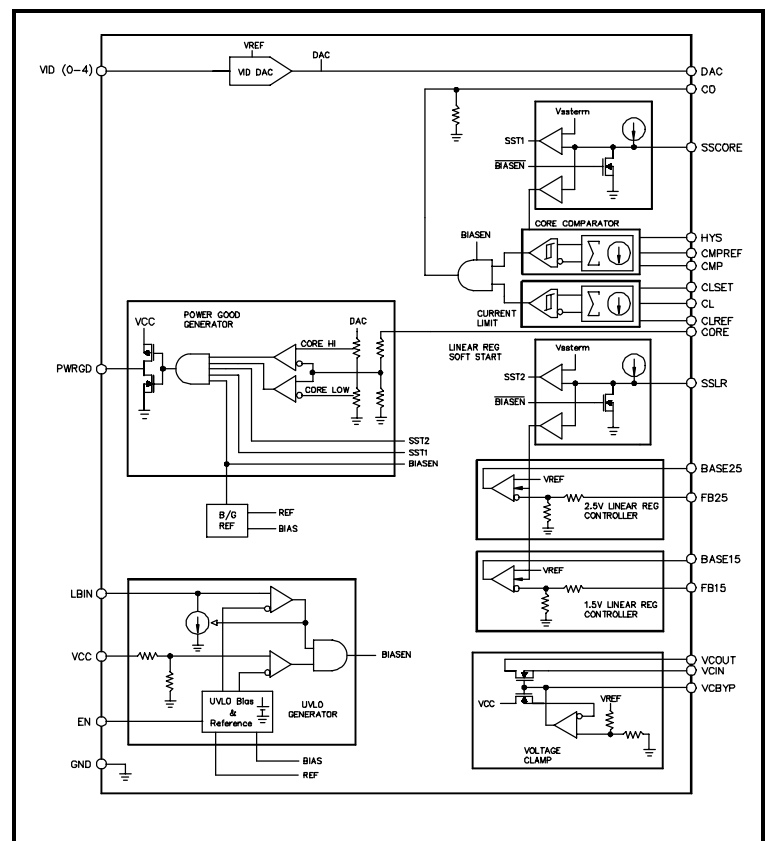 VREF
DAC
VID (0-4)
VID DAC
DAC
CO
Vssterm
SST1
SSCORE
BIASEN
CORE COMPARATOR
BIASEN
HYS
CMPREF
CMP
CLSET
CL
CLREF
CURRENT
LIMIT
CORE
POWER GOOD
GENERATOR
VCC
DAC
CORE HI
CORE LOW
PWRGD
LINEAR REG
SOFT START
Vssterm
SST2
SSLR
BIASEN
SST2
SST1
BIASEN
B/G
REF
REF
BIAS
BASE25
VREF
FB25
2.5V LINEAR REG
CONTROLLER
BASE15
VREF
FB15
1.5V LINEAR REG
CONTROLLER
LBIN
VCC
BIASEN
UVLO Bias
&
Reference
UVLO
GENERATOR
EN
GND
BIAS
REF
VCOUT
VCIN
VCBYP
VCC
VREF
VOLTAGE
CLAMP